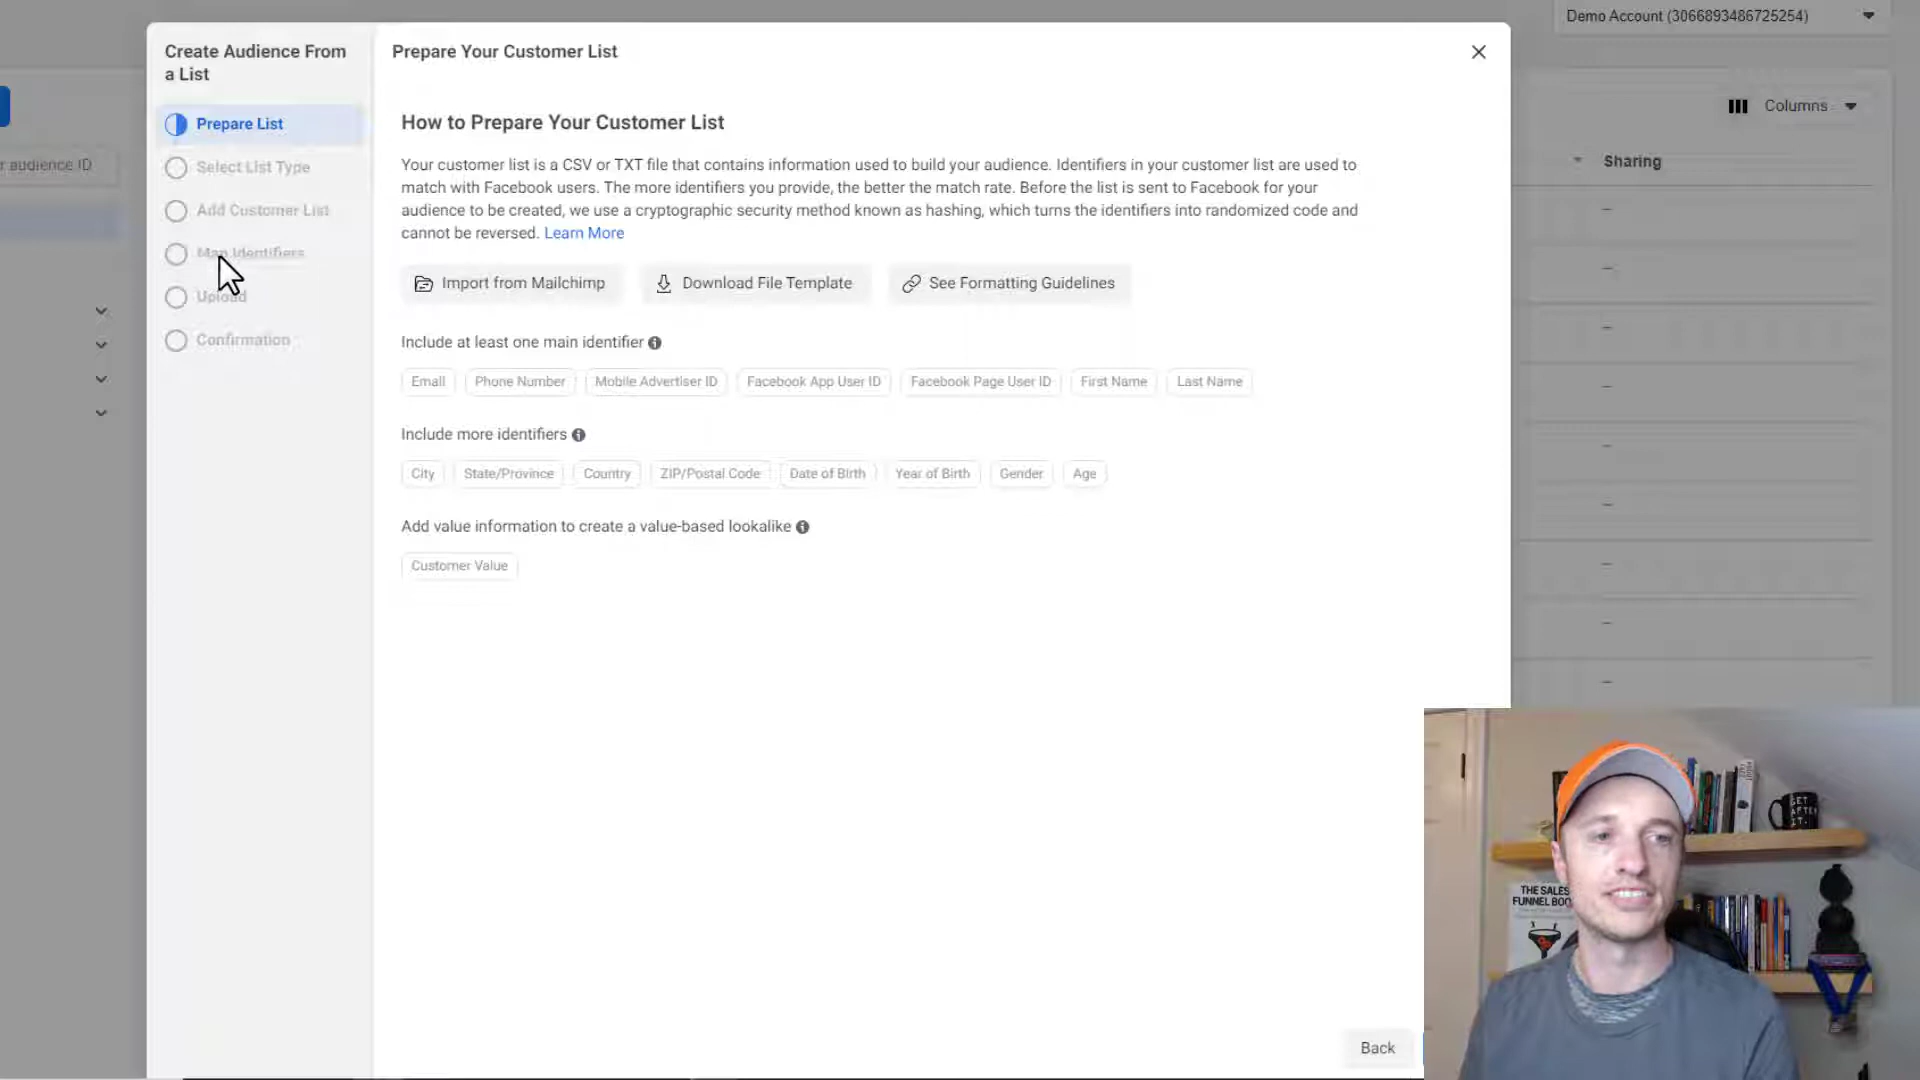 Demo Account (3066893486725254)
Create Audience From
a List
Prepare Your Customer List
Prepare List
Select List Type
Add Customer List
Map Identifiers
Upload
Confirmation
r audience ID
How to Prepare Your Customer List
Your customer list is a CSV or TXT file that contains information used to build your audience. Identifiers in your customer list are used to
match with Facebook users. The more identifiers you provide, the better the match rate. Before the list is sent to Facebook for your
audience to be created, we use a cryptographic security method known as hashing, which turns the identifiers into randomized code and
cannot be reversed. Learn More
Import from Mailchimp
Download File Template
See Formatting Guidelines
Include at least one main identifier
Email
Phone Number
Mobile Advertiser ID
Facebook App User ID
Facebook Page User ID
First Name
Last Name
Include more identifiers
City
State/Province
Country
ZIP/Postal Code
Date of Birth
Year of Birth
Gender
Age
Add value information to create a value-based lookalike
Customer Value
Back
Columns
Sharing
GET
AFTER
IT.
THE SALES
FUNNEL BOO